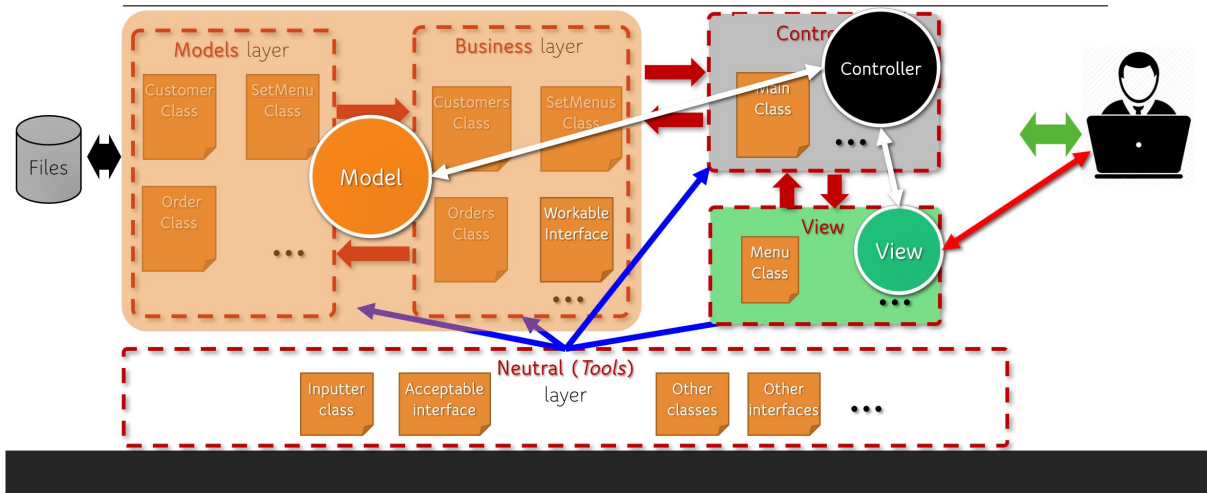 Models layer
Customer
Class
SetMenu
Class
Order
Class
...
Business layer
Customers
Class
SetMenus
Class
Orders
Class
Workable
Interface
...
Model
Files
Main
Class
...
Controller
View
Menu
Class
View
...
Neutral (Tools)
layer
Inputter
class
Acceptable
interface
Other
classes
Other
interfaces
...